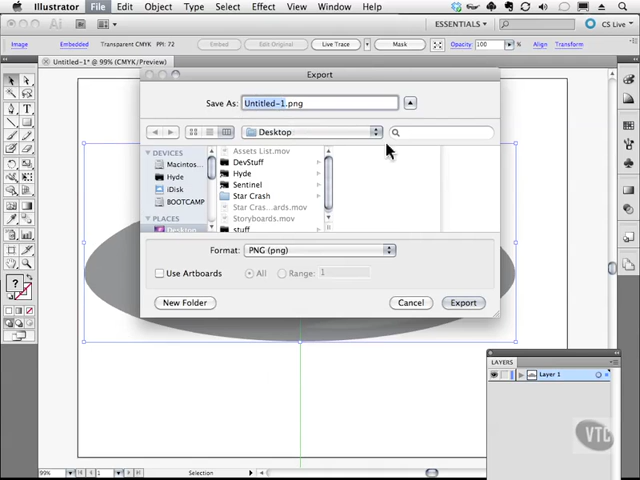 Illustrator File Edit Object Type Select Effect View Window Help
Ai ESSENTIALS CS Live
Image Embedded Transparent CMYK PPI: 72 Embed Edit Original Live Trace Mask Opacity: 100 Align Transform
Untitled-1* @ 99% (CMYK/Preview)
Export
Save As: Untitled-1.png
Desktop
DEVICES
Macintos...
Hyde
iDisk
BOOTCAMP
PLACES
Desktop
Assets List.mov
DevStuff
Hyde
Sentinel
Star Crash
Star Cras...ards.mov
Storyboards.mov
stuff
Format: PNG (png)
Use Artboards All Range: 1
New Folder Cancel Export
LAYERS
Layer 1
VTC
99% 1 Selection